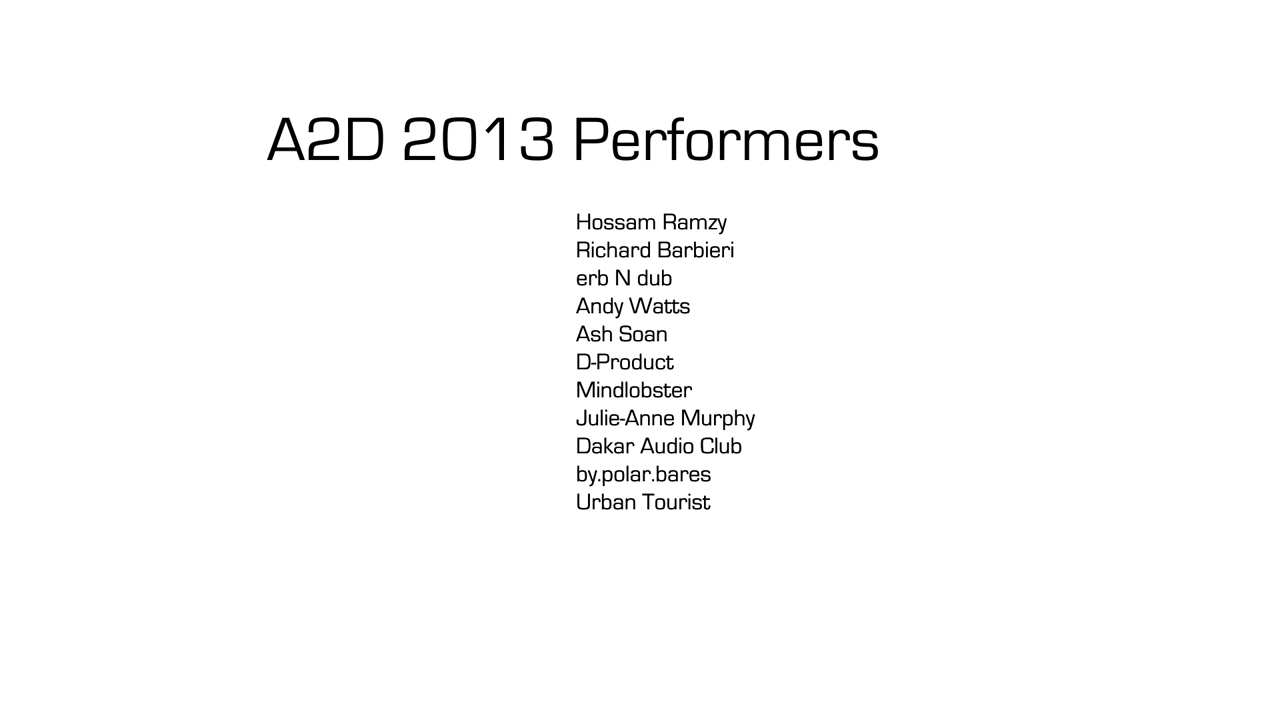 A2D 2013 Performers
Hossam Ramzy
Richard Barbieri
erb N dub
Andy Watts
Ash Soan
D-Product
Mindlobster
Julie-Anne Murphy
Dakar Audio Club
by.polar.bares
Urban Tourist